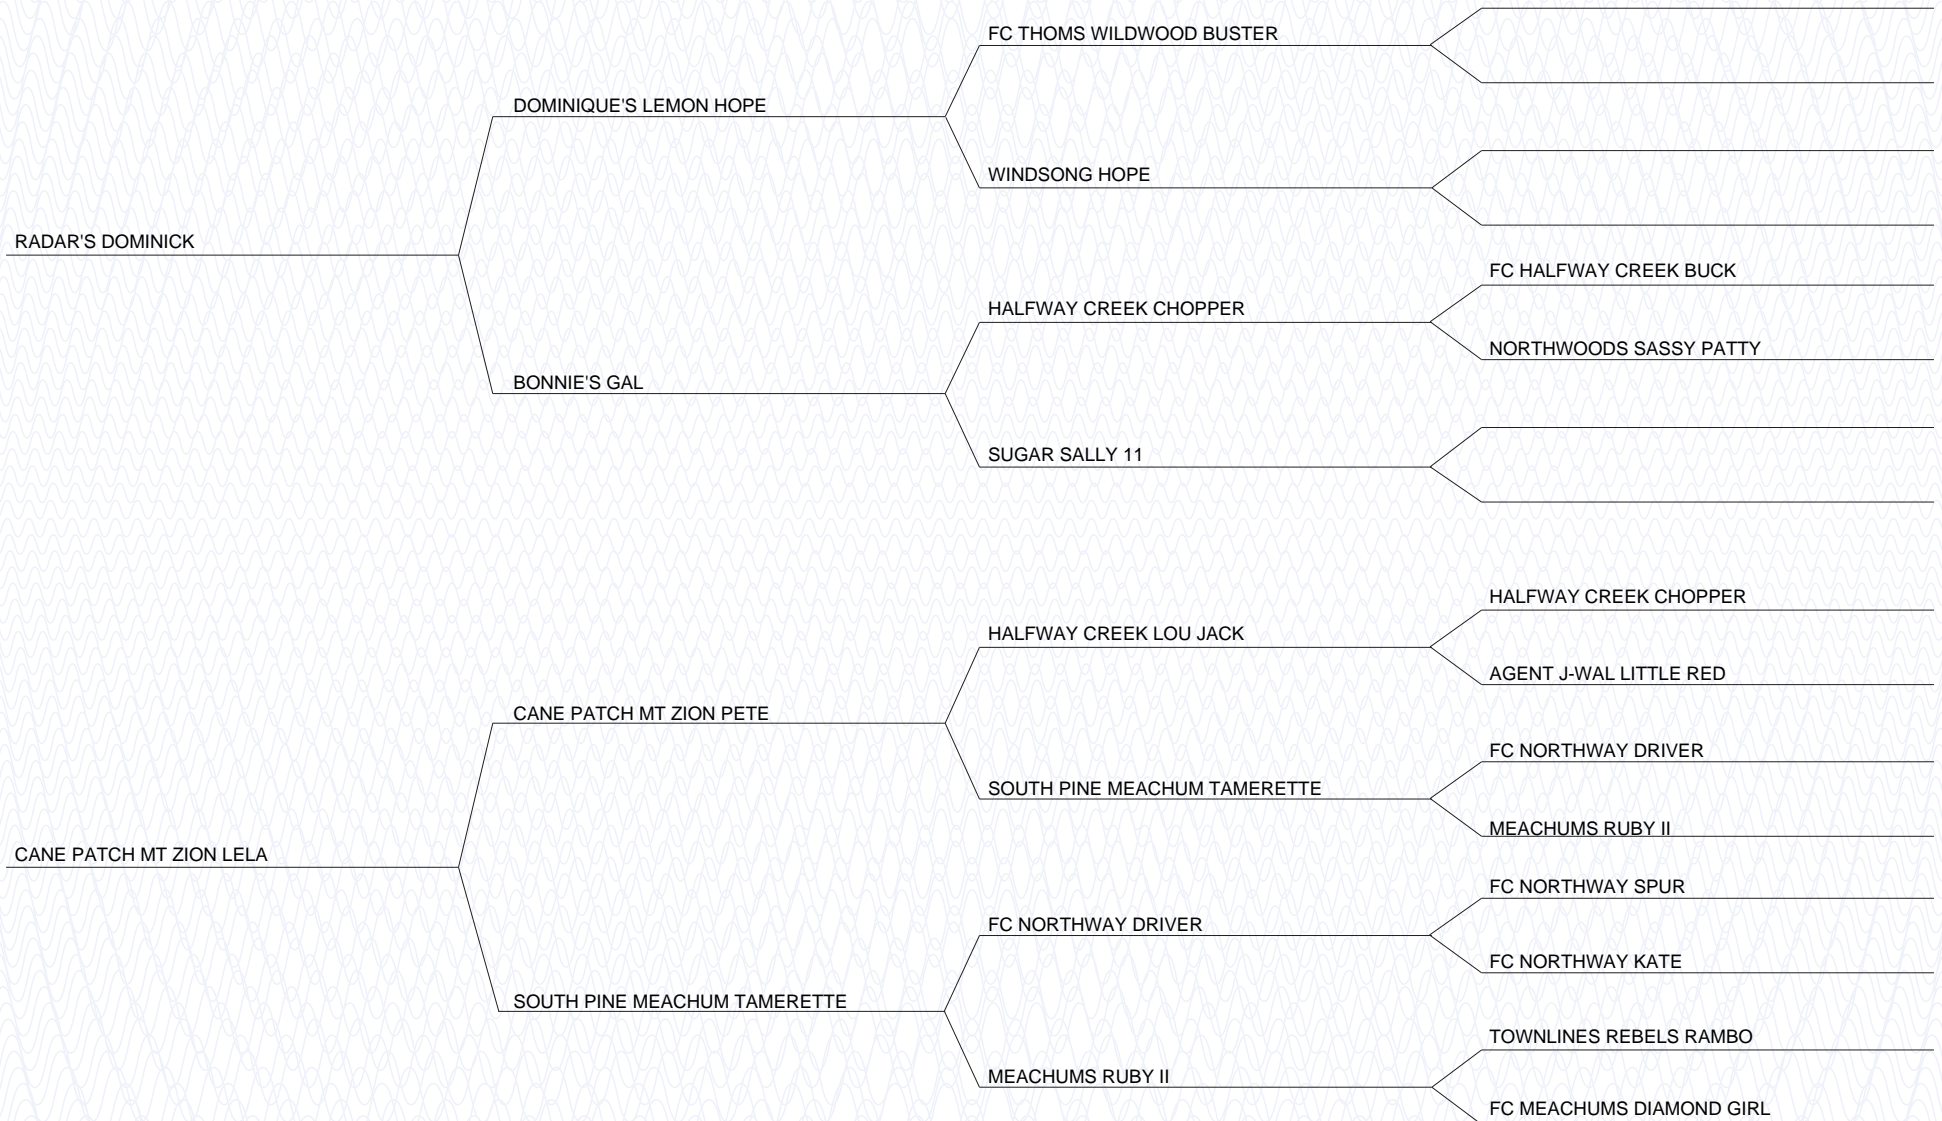 FC THOMS WILDWOOD BUSTER
DOMINIQUE'S LEMON HOPE
WINDSONG HOPE
RADAR'S DOMINICK
FC HALFWAY CREEK BUCK
HALFWAY CREEK CHOPPER
NORTHWOODS SASSY PATTY
BONNIE'S GAL
SUGAR SALLY 11
HALFWAY CREEK CHOPPER
HALFWAY CREEK LOU JACK
AGENT J-WAL LITTLE RED
CANE PATCH MT ZION PETE
FC NORTHWAY DRIVER
SOUTH PINE MEACHUM TAMERETTE
MEACHUMS RUBY II
CANE PATCH MT ZION LELA
FC NORTHWAY SPUR
FC NORTHWAY DRIVER
FC NORTHWAY KATE
SOUTH PINE MEACHUM TAMERETTE
TOWNLINES REBELS RAMBO
MEACHUMS RUBY II
FC MEACHUMS DIAMOND GIRL